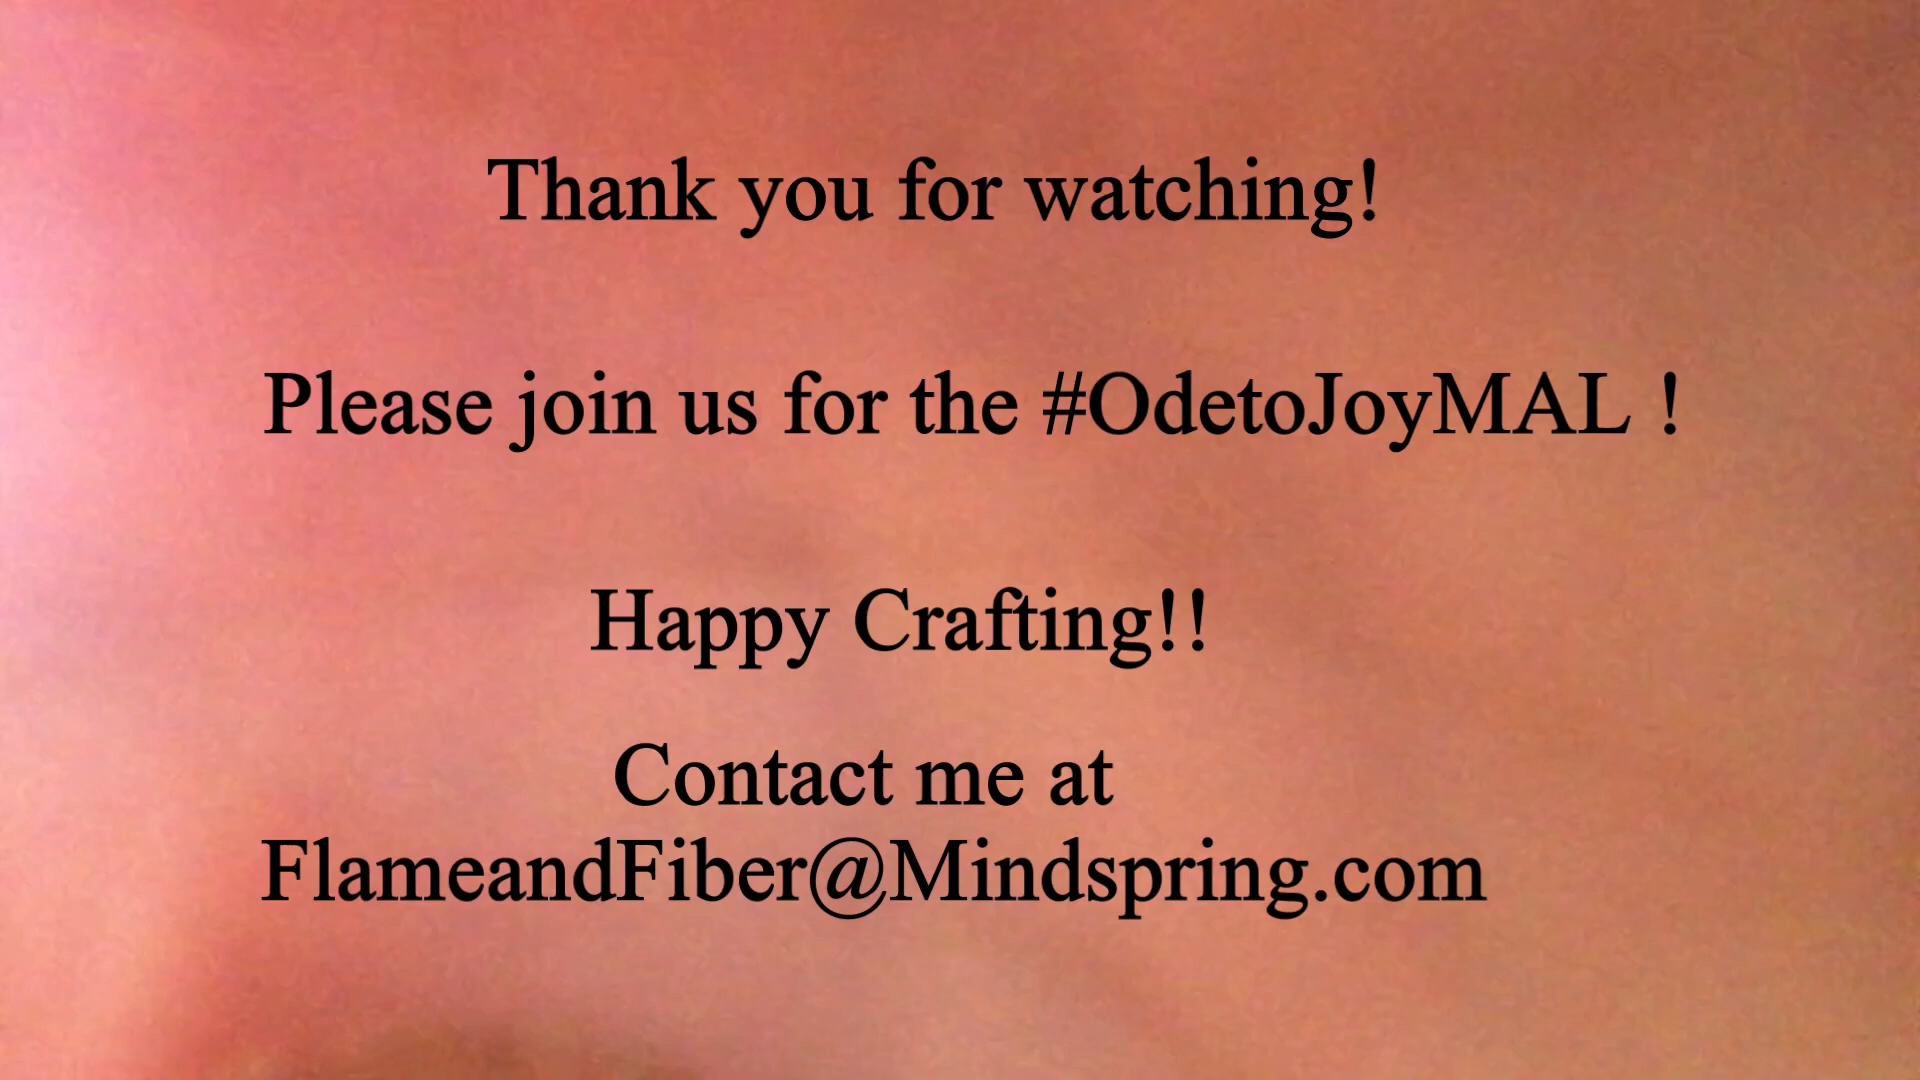 Thank you for watching!
Please join us for the #OdetoJoyMAL !
Happy Crafting!!
Contact me at
FlameandFiber@Mindspring.com